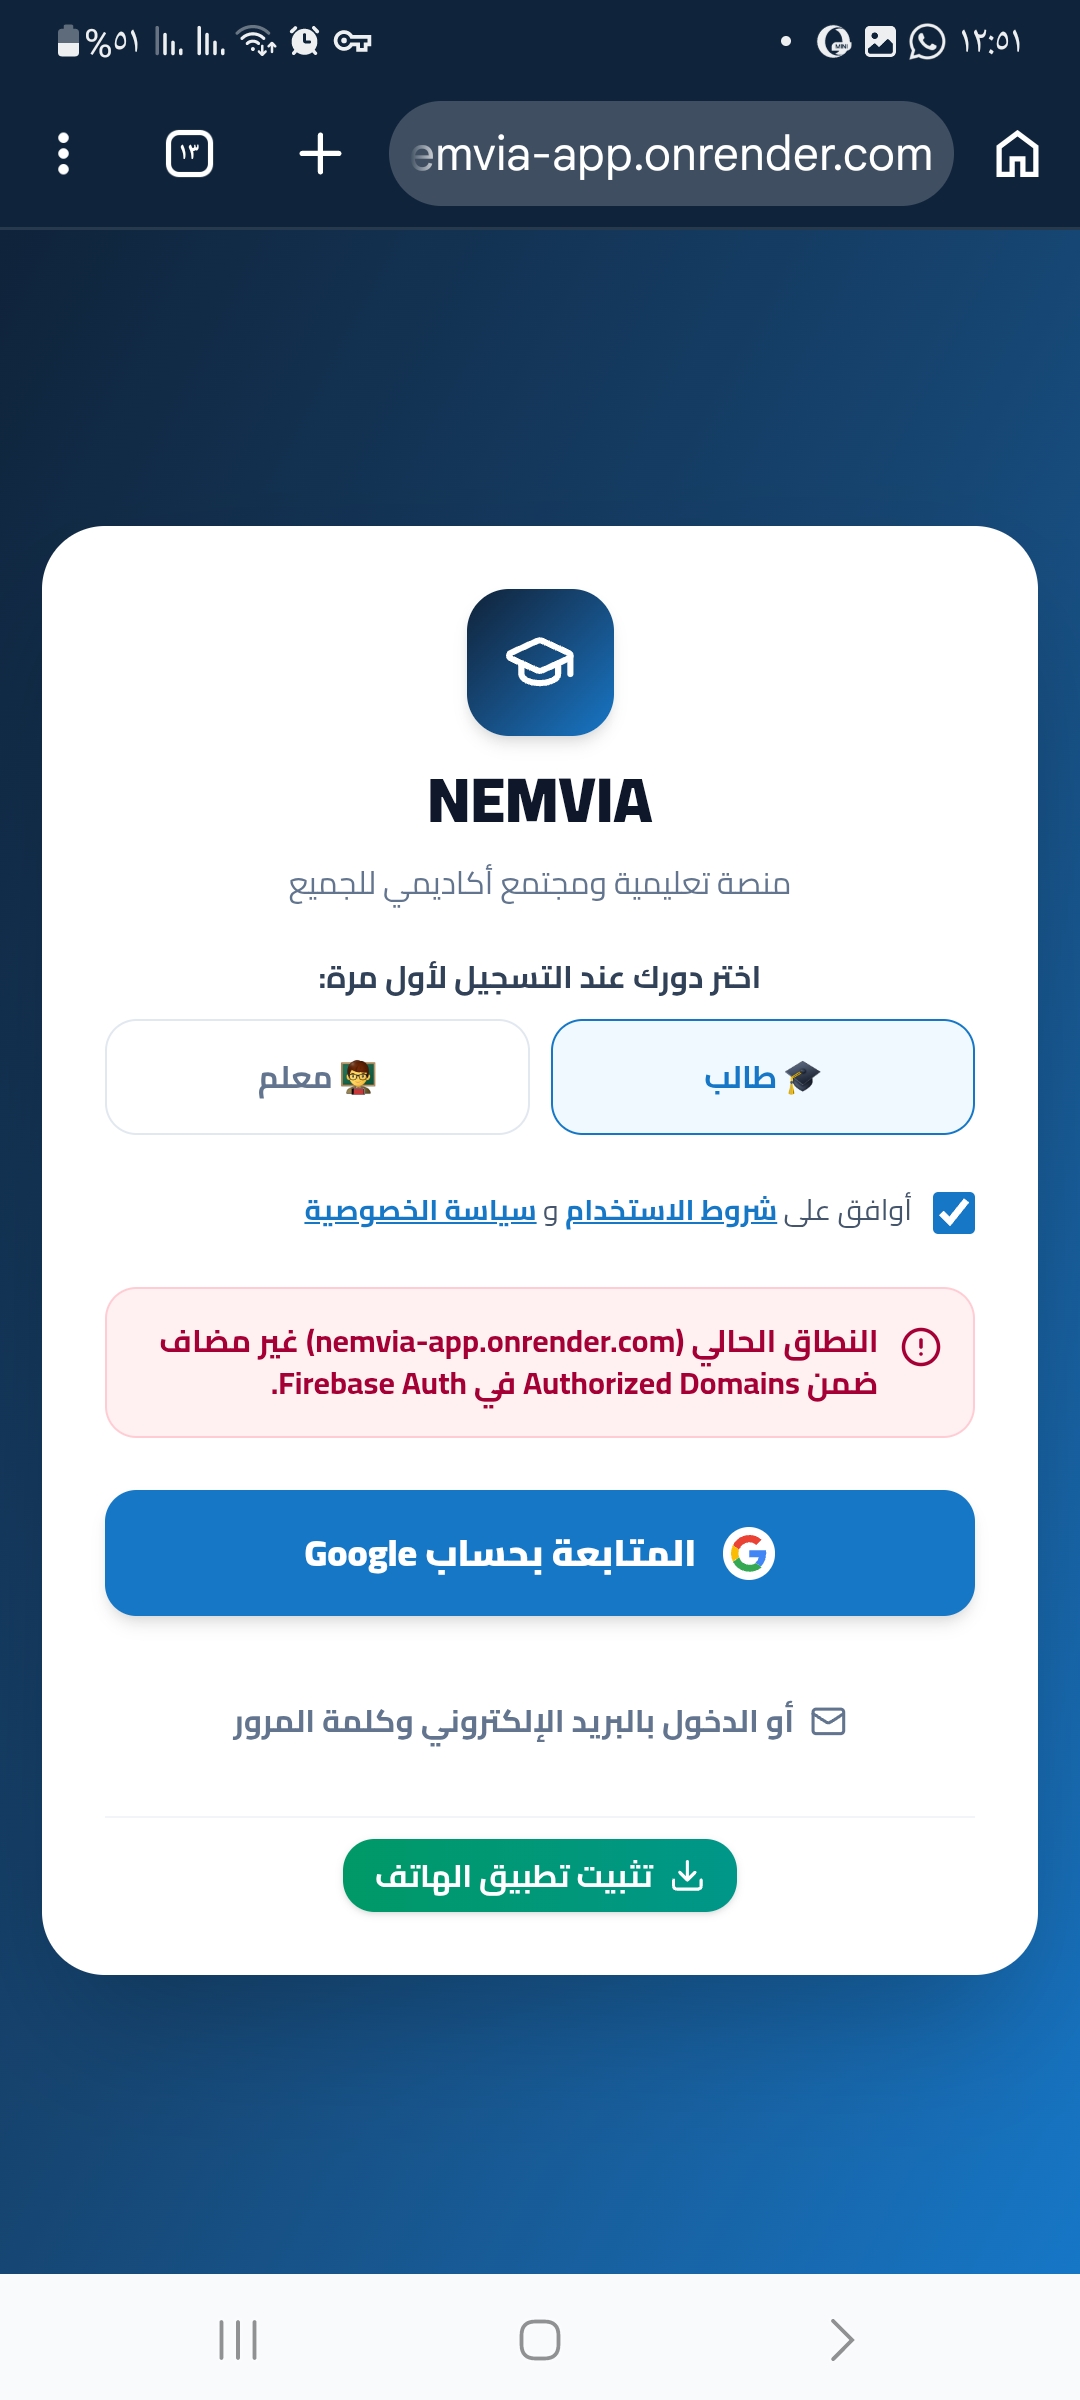 ١٢:٥١
%٥١
emvia-app.onrender.com
١٣
NEMVIA
منصة تعليمية ومجتمع أكاديمي للجميع
اختر دورك عند التسجيل لأول مرة:
🎓 طالب
👨‍🏫 معلم
أوافق على شروط الاستخدام و سياسة الخصوصية
النطاق الحالي (nemvia-app.onrender.com) غير مضاف
ضمن Authorized Domains في Firebase Auth.
المتابعة بحساب Google
أو الدخول بالبريد الإلكتروني وكلمة المرور
تثبيت تطبيق الهاتف